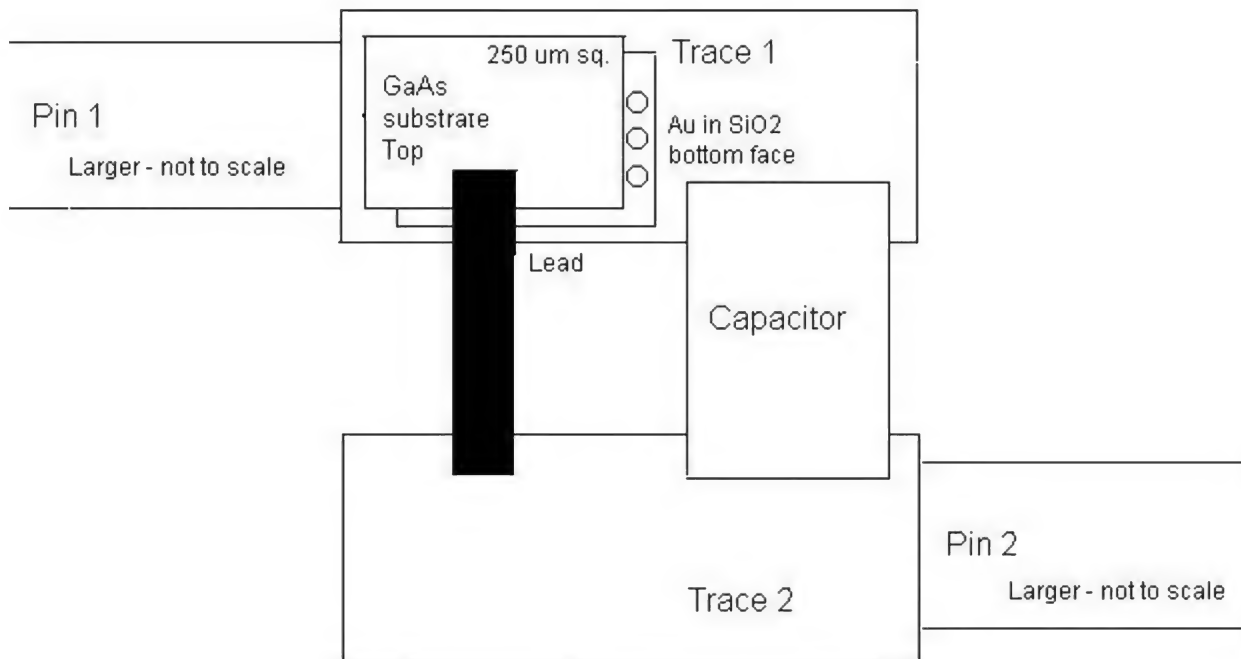 250 um sq.
Trace 1
GaAs
substrate
Top
Pin 1
Larger - not to scale
Au in SiO2
bottom face
Lead
Capacitor
Pin 2
Larger - not to scale
Trace 2